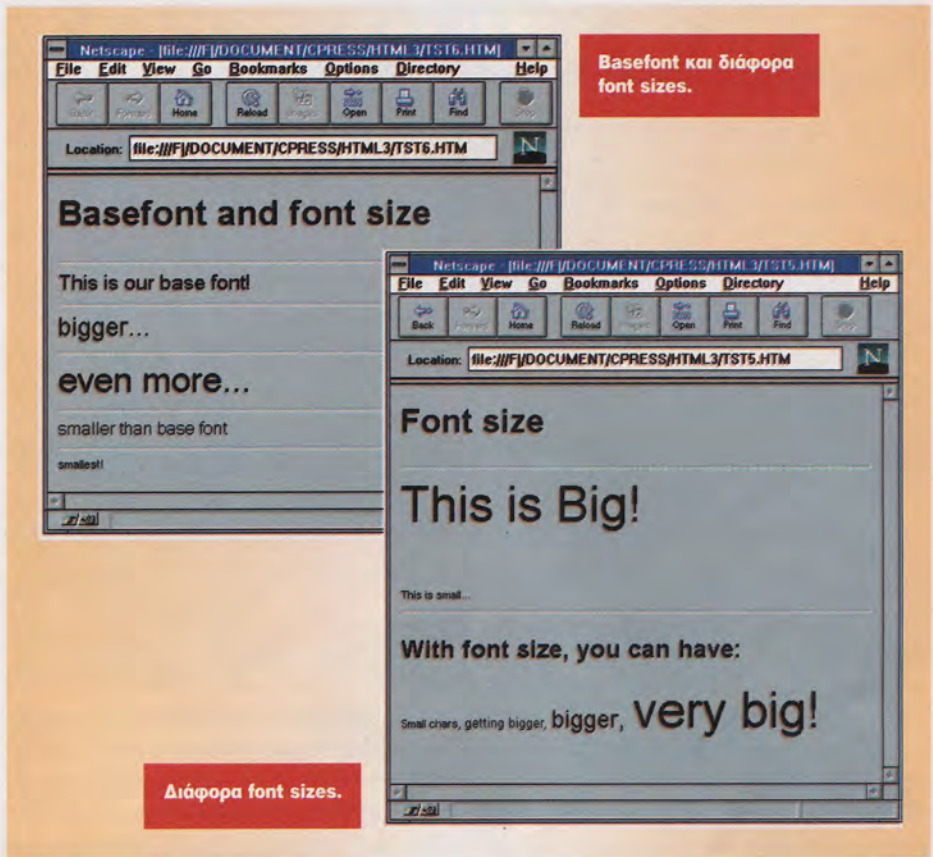 Netscape - [file:///F|/DOCUMENT/CPRESS/HTML3/TST6.HTM]
File Edit View Go Bookmarks Options Directory Help
Back Forward Home Reload Images Open Print Find Stop
Location: file:///F|/DOCUMENT/CPRESS/HTML3/TST6.HTM
N
Basefont and font size
This is our base font!
bigger...
even more...
smaller than base font
smallest!
Basefont και διάφορα
font sizes.
Netscape - [file:///F|/DOCUMENT/CPRESS/HTML3/TST5.HTM]
File Edit View Go Bookmarks Options Directory Help
Back Forward Home Reload Images Open Print Find Stop
Location: file:///F|/DOCUMENT/CPRESS/HTML3/TST5.HTM
N
Font size
This is Big!
This is small...
With font size, you can have:
Small chars, getting bigger, bigger, very big!
Διάφορα font sizes.